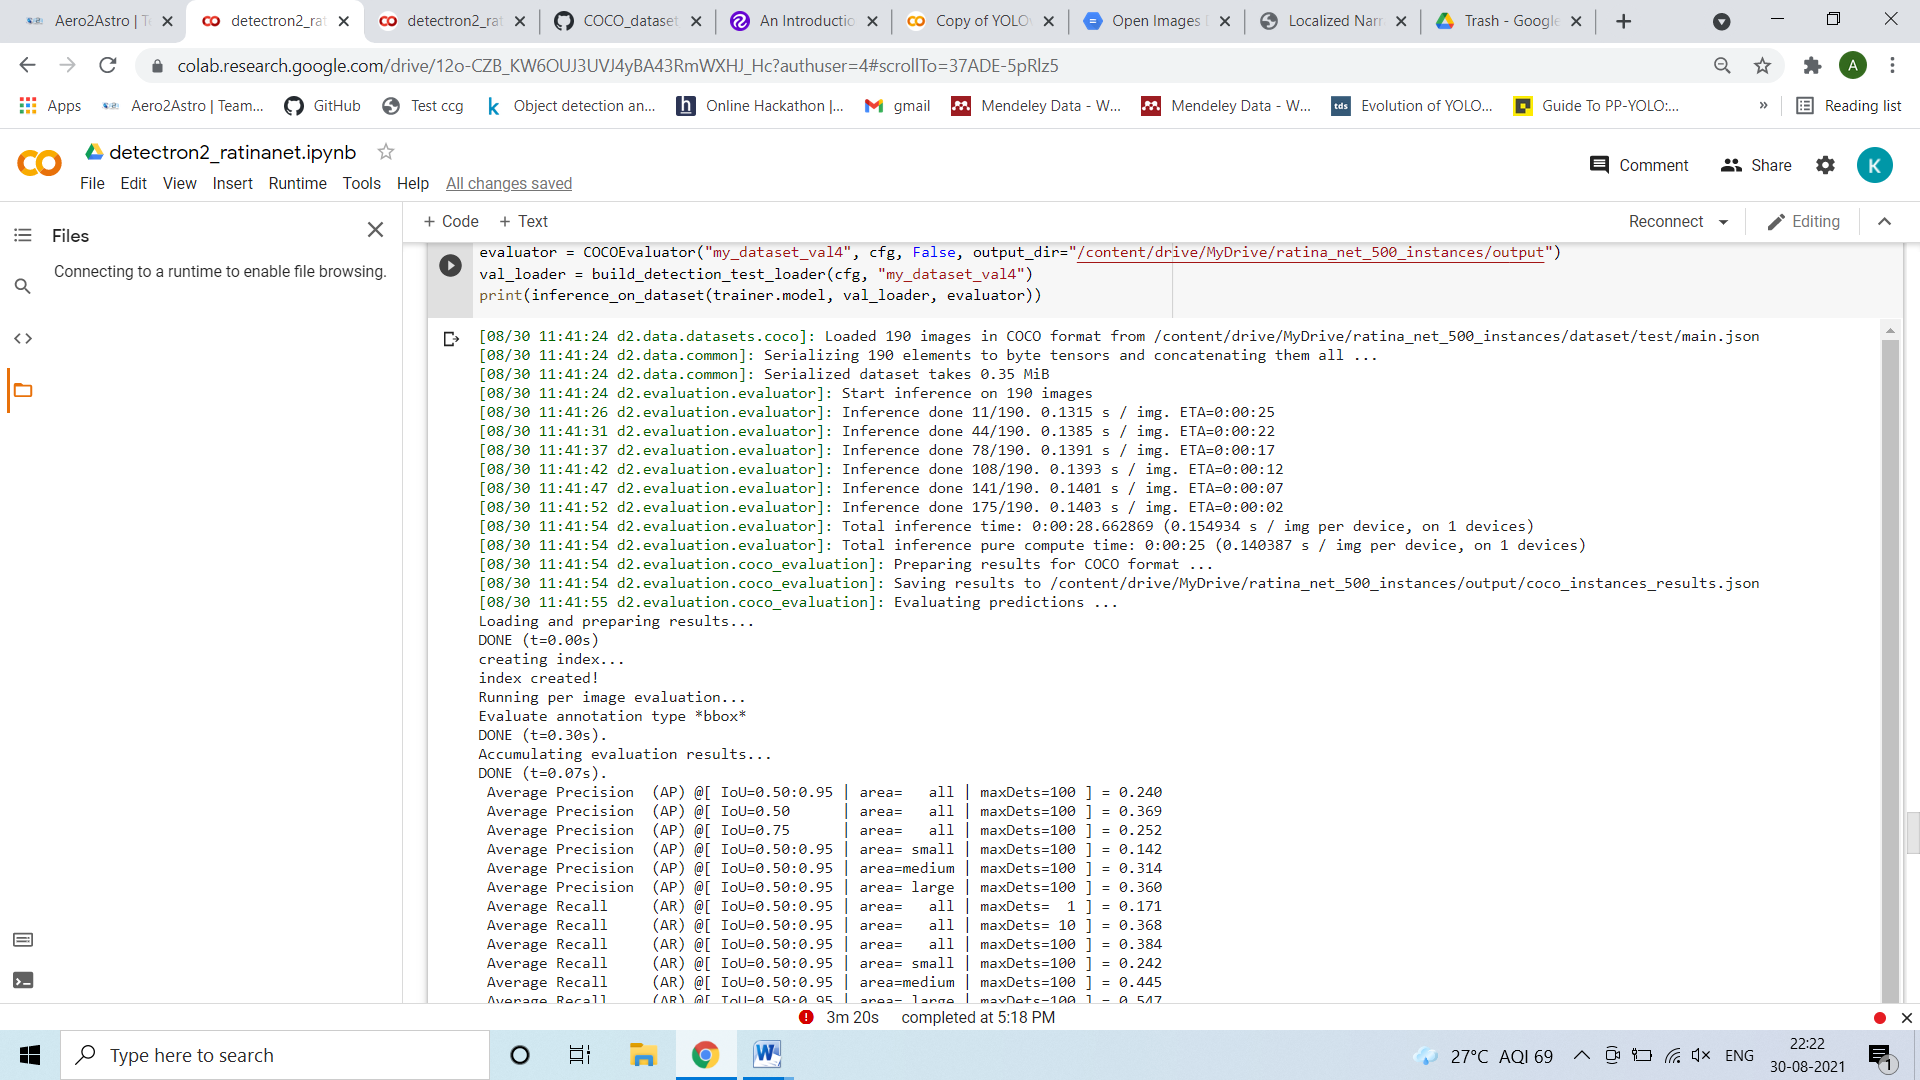 Aero2Astro | Te
detectron2_rati
detectron2_rati
COCO_dataset
An Introductio
Copy of YOLO
Open Images
Localized Narr
Trash - Google
colab.research.google.com/drive/12o-CZB_KW6OUJ3UVJ4yBA43RmWXHJ_Hc?authuser=4#scrollTo=37ADE-5pRlz5
A
Apps
Aero2Astro | Team...
GitHub
Test ccg
Object detection an...
Online Hackathon |...
gmail
Mendeley Data - W...
Mendeley Data - W...
tds
Evolution of YOLO...
Guide To PP-YOLO:...
»
Reading list
detectron2_ratinanet.ipynb
Comment
Share
K
File Edit View Insert Runtime Tools Help All changes saved
Files
+ Code + Text
Reconnect
Editing
Connecting to a runtime to enable file browsing.
evaluator = COCOEvaluator("my_dataset_val4", cfg, False, output_dir="/content/drive/MyDrive/ratina_net_500_instances/output")
val_loader = build_detection_test_loader(cfg, "my_dataset_val4")
print(inference_on_dataset(trainer.model, val_loader, evaluator))
[08/30 11:41:24 d2.data.datasets.coco]: Loaded 190 images in COCO format from /content/drive/MyDrive/ratina_net_500_instances/dataset/test/main.json
[08/30 11:41:24 d2.data.common]: Serializing 190 elements to byte tensors and concatenating them all ...
[08/30 11:41:24 d2.data.common]: Serialized dataset takes 0.35 MiB
[08/30 11:41:24 d2.evaluation.evaluator]: Start inference on 190 images
[08/30 11:41:26 d2.evaluation.evaluator]: Inference done 11/190. 0.1315 s / img. ETA=0:00:25
[08/30 11:41:31 d2.evaluation.evaluator]: Inference done 44/190. 0.1385 s / img. ETA=0:00:22
[08/30 11:41:37 d2.evaluation.evaluator]: Inference done 78/190. 0.1391 s / img. ETA=0:00:17
[08/30 11:41:42 d2.evaluation.evaluator]: Inference done 108/190. 0.1393 s / img. ETA=0:00:12
[08/30 11:41:47 d2.evaluation.evaluator]: Inference done 141/190. 0.1401 s / img. ETA=0:00:07
[08/30 11:41:52 d2.evaluation.evaluator]: Inference done 175/190. 0.1403 s / img. ETA=0:00:02
[08/30 11:41:54 d2.evaluation.evaluator]: Total inference time: 0:00:28.662869 (0.154934 s / img per device, on 1 devices)
[08/30 11:41:54 d2.evaluation.evaluator]: Total inference pure compute time: 0:00:25 (0.140387 s / img per device, on 1 devices)
[08/30 11:41:54 d2.evaluation.coco_evaluation]: Preparing results for COCO format ...
[08/30 11:41:54 d2.evaluation.coco_evaluation]: Saving results to /content/drive/MyDrive/ratina_net_500_instances/output/coco_instances_results.json
[08/30 11:41:55 d2.evaluation.coco_evaluation]: Evaluating predictions ...
Loading and preparing results...
DONE (t=0.00s)
creating index...
index created!
Running per image evaluation...
Evaluate annotation type *bbox*
DONE (t=0.30s).
Accumulating evaluation results...
DONE (t=0.07s).
Average Precision  (AP) @[ IoU=0.50:0.95 | area=   all | maxDets=100 ] = 0.240
Average Precision  (AP) @[ IoU=0.50      | area=   all | maxDets=100 ] = 0.369
Average Precision  (AP) @[ IoU=0.75      | area=   all | maxDets=100 ] = 0.252
Average Precision  (AP) @[ IoU=0.50:0.95 | area= small | maxDets=100 ] = 0.142
Average Precision  (AP) @[ IoU=0.50:0.95 | area=medium | maxDets=100 ] = 0.314
Average Precision  (AP) @[ IoU=0.50:0.95 | area= large | maxDets=100 ] = 0.360
Average Recall     (AR) @[ IoU=0.50:0.95 | area=   all | maxDets=  1 ] = 0.171
Average Recall     (AR) @[ IoU=0.50:0.95 | area=   all | maxDets= 10 ] = 0.368
Average Recall     (AR) @[ IoU=0.50:0.95 | area=   all | maxDets=100 ] = 0.384
Average Recall     (AR) @[ IoU=0.50:0.95 | area= small | maxDets=100 ] = 0.242
Average Recall     (AR) @[ IoU=0.50:0.95 | area=medium | maxDets=100 ] = 0.445
Average Recall     (AR) @[ IoU=0.50:0.95 | area= large | maxDets=100 ] = 0.547
3m 20s completed at 5:18 PM
Type here to search
27°C AQI 69
ENG
22:22
30-08-2021
1